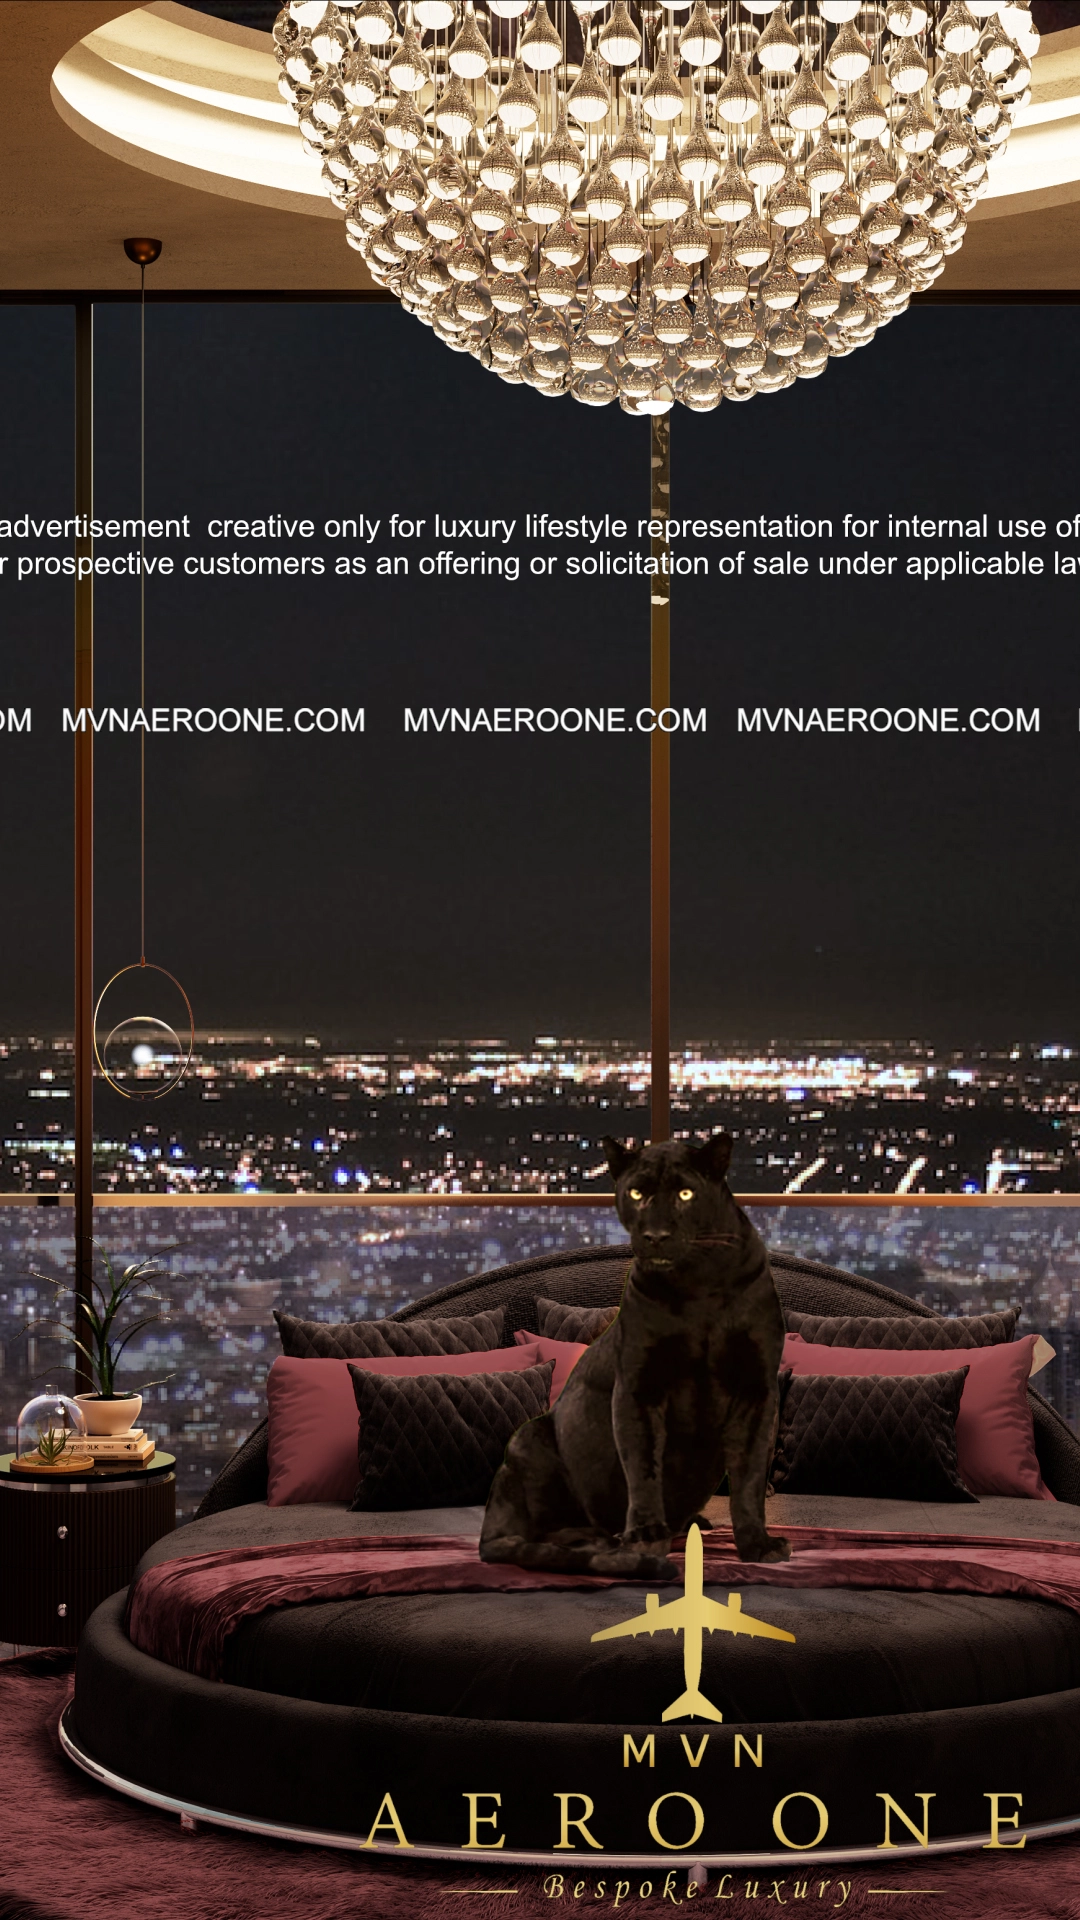 advertisement creative only for luxury lifestyle representation for internal use of
prospective customers as an offering or solicitation of sale under applicable
MVNAEROONE.COM MVNAEROONE.COM MVNAEROONE.COM
MVN
AERO ONE
Bespoke Luxury